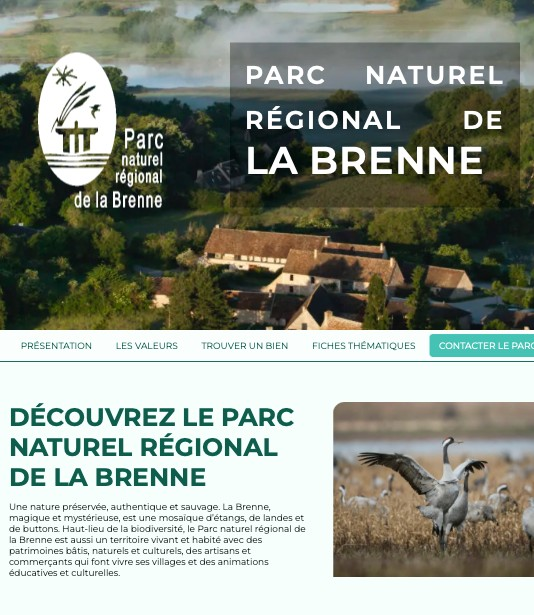 Parc
naturel
régional
de la Brenne
PARC NATUREL
RÉGIONAL DE
LA BRENNE
PRÉSENTATION LES VALEURS TROUVER UN BIEN FICHES THÉMATIQUES CONTACTER LE PARC
DÉCOUVREZ LE PARC
NATUREL RÉGIONAL
DE LA BRENNE
Une nature préservée, authentique et sauvage. La Brenne,
magique et mystérieuse, est une mosaïque d'étangs, de landes et
de buttons. Haut-lieu de la biodiversité, le Parc naturel régional de
la Brenne est aussi un territoire vivant et habité avec des
patrimoines bâtis, naturels et culturels, des artisans et
commerçants qui font vivre ses villages et des animations
éducatives et culturelles.